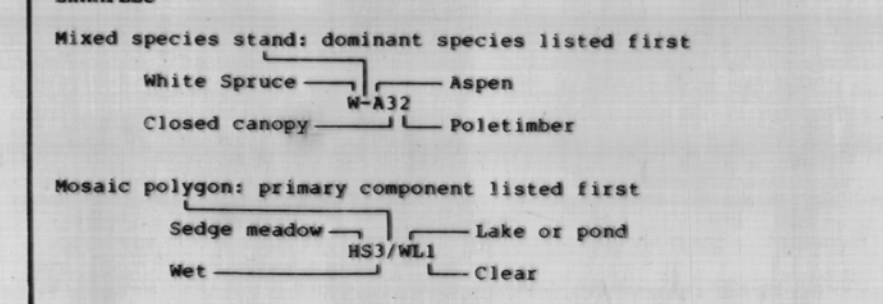 Mixed species stand: dominant species listed first
White Spruce Aspen
W-A32
Closed canopy Poletimber
Mosaic polygon: primary component listed first
Sedge meadow Lake or pond
HS3/WL1
Wet Clear